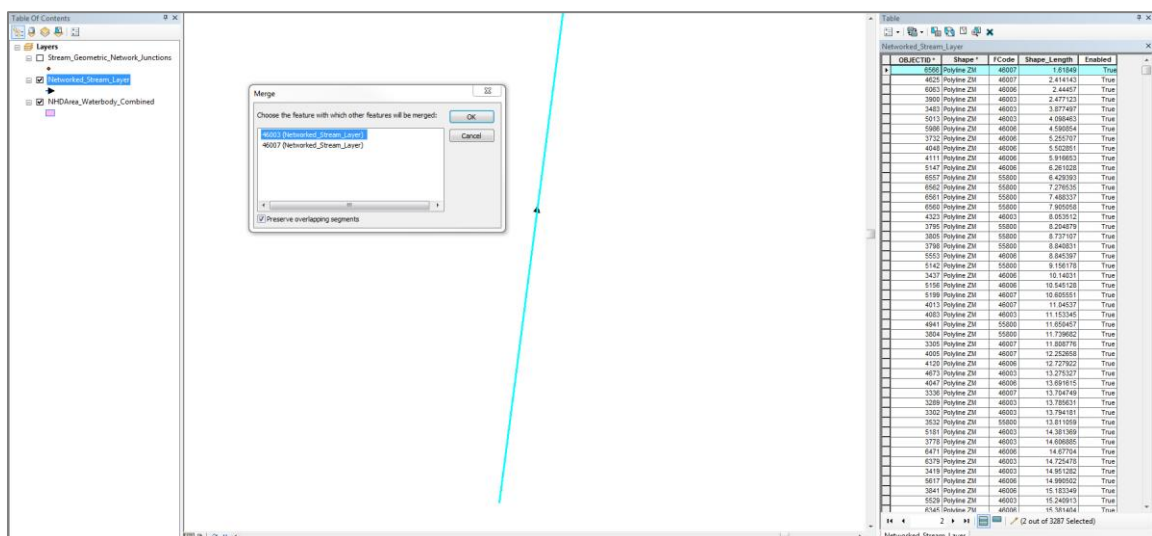 Table Of Contents
Layers
Stream_Geometric_Network_Junctions
Networked_Stream_Layer
NHDArea_Waterbody_Combined
Merge
Choose the feature with which other features will be merged:
46003 (Networked_Stream_Layer)
46007 (Networked_Stream_Layer)
OK
Cancel
Preserve overlapping segments
Table
Networked_Stream_Layer
OBJECTID * Shape * FCode Shape_Length Enabled
6566 Polyline ZM 46007 1.61849 True
4625 Polyline ZM 46007 2.414143 True
6063 Polyline ZM 46006 2.44457 True
3900 Polyline ZM 46003 2.477123 True
3483 Polyline ZM 46003 3.877497 True
5013 Polyline ZM 46003 4.098463 True
5986 Polyline ZM 46006 4.590854 True
3732 Polyline ZM 46006 5.255707 True
4048 Polyline ZM 46006 5.502851 True
4111 Polyline ZM 46006 5.916653 True
5147 Polyline ZM 46006 6.261028 True
6557 Polyline ZM 55800 6.429393 True
6562 Polyline ZM 55800 7.276535 True
6561 Polyline ZM 55800 7.488337 True
6560 Polyline ZM 55800 7.905058 True
4323 Polyline ZM 46003 8.053512 True
3795 Polyline ZM 55800 8.204879 True
3805 Polyline ZM 55800 8.737107 True
3798 Polyline ZM 55800 8.840831 True
5553 Polyline ZM 46006 8.845397 True
5142 Polyline ZM 55800 9.156178 True
3437 Polyline ZM 46006 10.14031 True
5156 Polyline ZM 46006 10.545128 True
5199 Polyline ZM 46007 10.605551 True
4013 Polyline ZM 46007 11.04537 True
4083 Polyline ZM 46003 11.153345 True
4941 Polyline ZM 55800 11.650457 True
3804 Polyline ZM 55800 11.739682 True
3305 Polyline ZM 46007 11.808776 True
4005 Polyline ZM 46007 12.252658 True
4120 Polyline ZM 46006 12.727922 True
4673 Polyline ZM 46003 13.275327 True
4047 Polyline ZM 46006 13.691615 True
3336 Polyline ZM 46007 13.704749 True
3289 Polyline ZM 46003 13.785631 True
3302 Polyline ZM 46003 13.794181 True
3532 Polyline ZM 55800 13.811059 True
5181 Polyline ZM 46003 14.381369 True
3778 Polyline ZM 46003 14.606885 True
6471 Polyline ZM 46006 14.67704 True
6379 Polyline ZM 46003 14.725478 True
3419 Polyline ZM 46003 14.951282 True
5617 Polyline ZM 46006 14.990502 True
3841 Polyline ZM 46006 15.183349 True
5529 Polyline ZM 46003 15.240913 True
6345 Polyline ZM 46006 15.381404 True
2 (2 out of 3287 Selected)
Networked_Stream_Layer